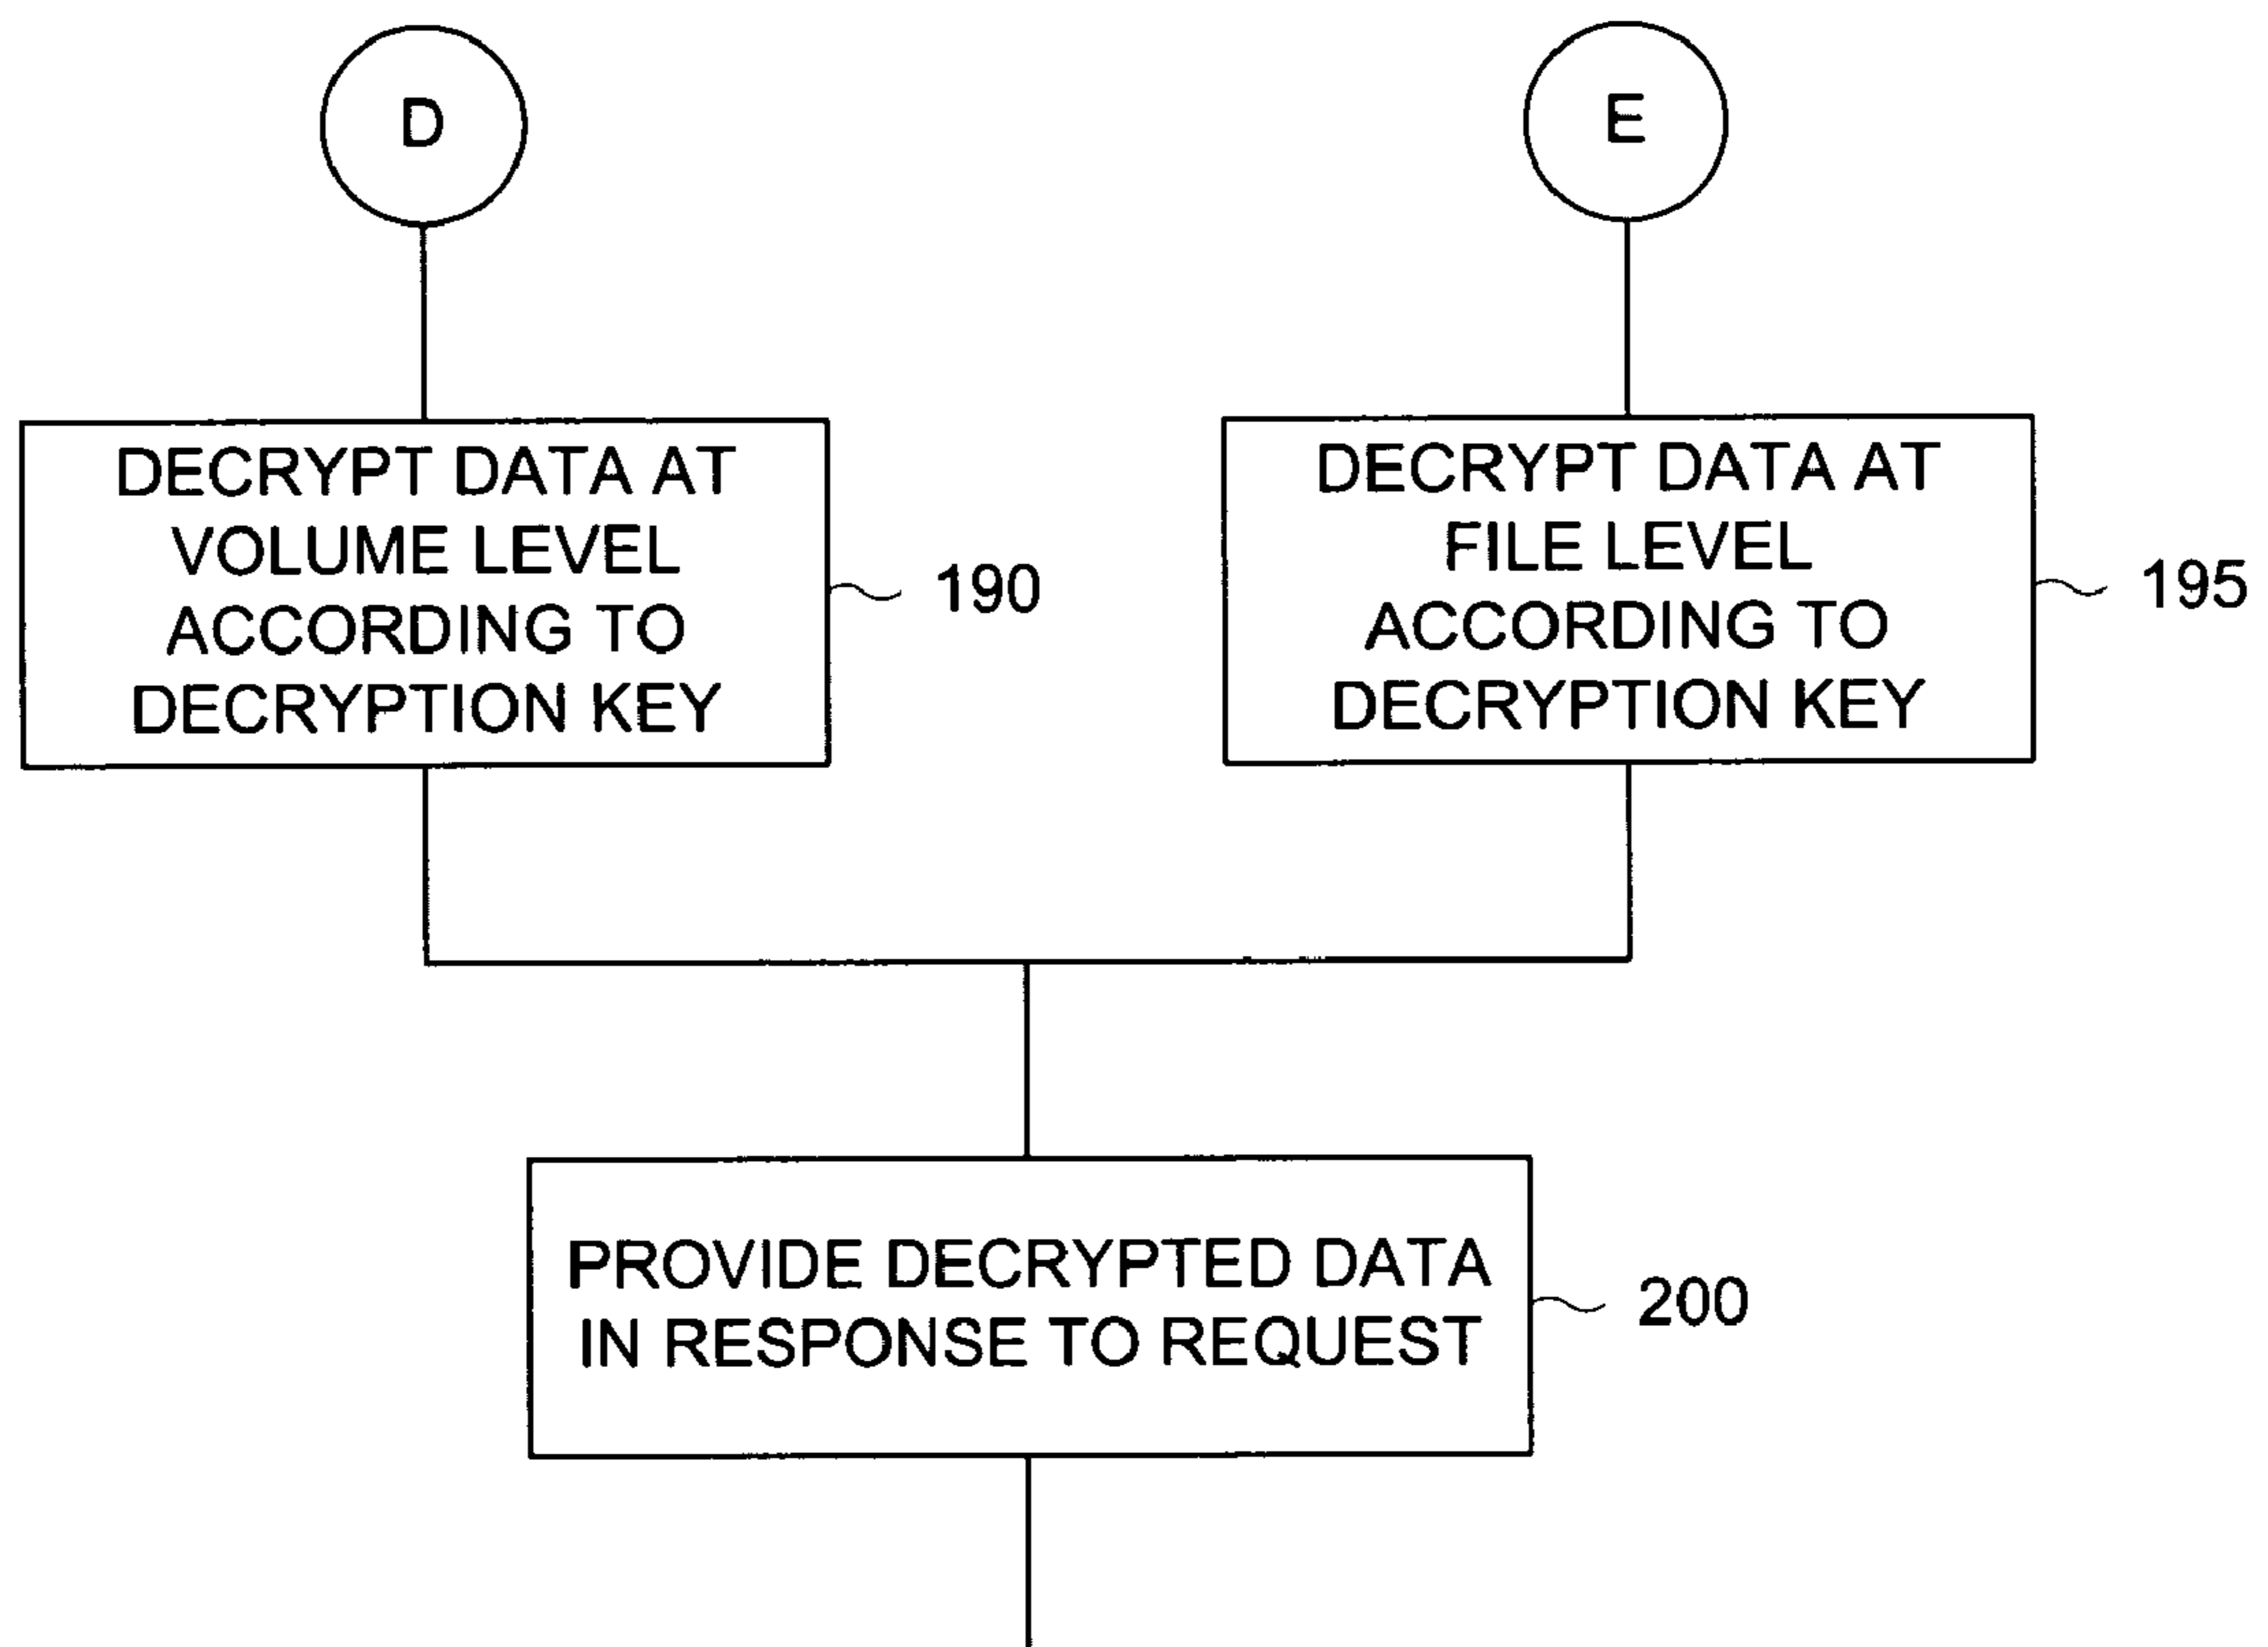 D
E
DECRYPT DATA AT
VOLUME LEVEL
ACCORDING TO
DECRYPTION KEY
190
DECRYPT DATA AT
FILE LEVEL
ACCORDING TO
DECRYPTION KEY
195
PROVIDE DECRYPTED DATA
IN RESPONSE TO REQUEST
200